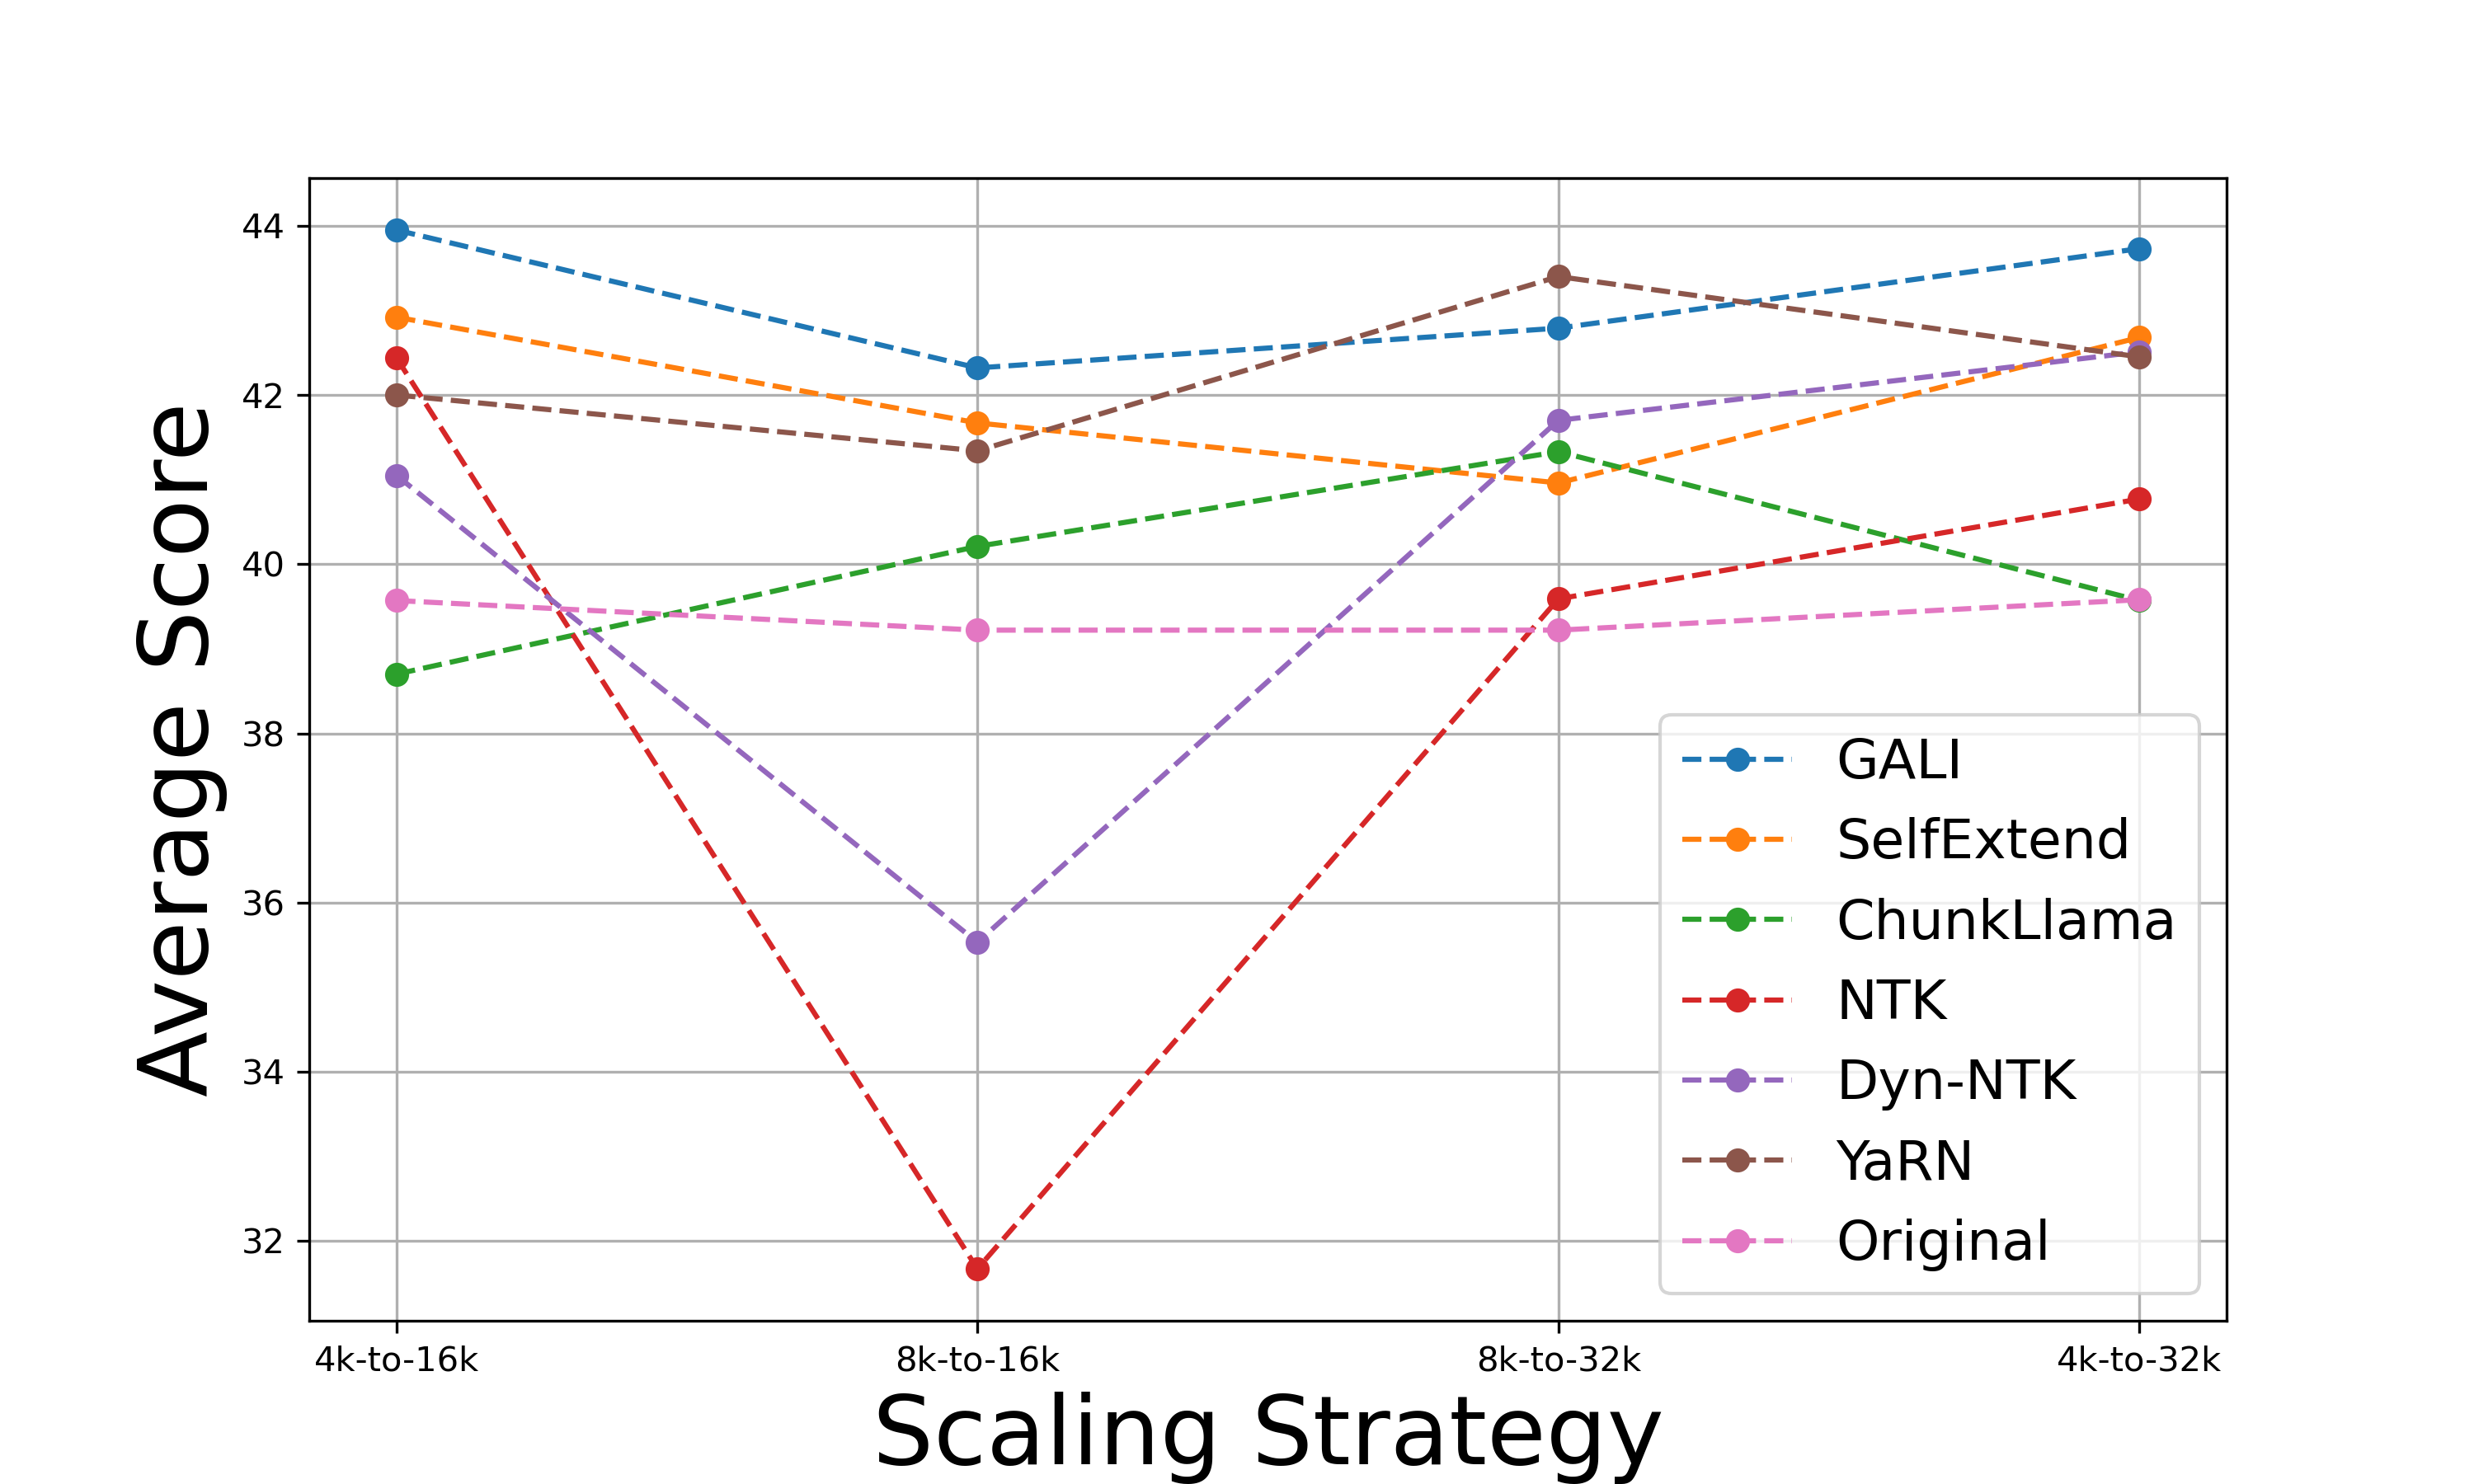 Average Score
44
42
40
38
36
34
32
4k-to-16k
8k-to-16k
8k-to-32k
4k-to-32k
Scaling Strategy
GALI
SelfExtend
ChunkLlama
NTK
Dyn-NTK
YaRN
Original